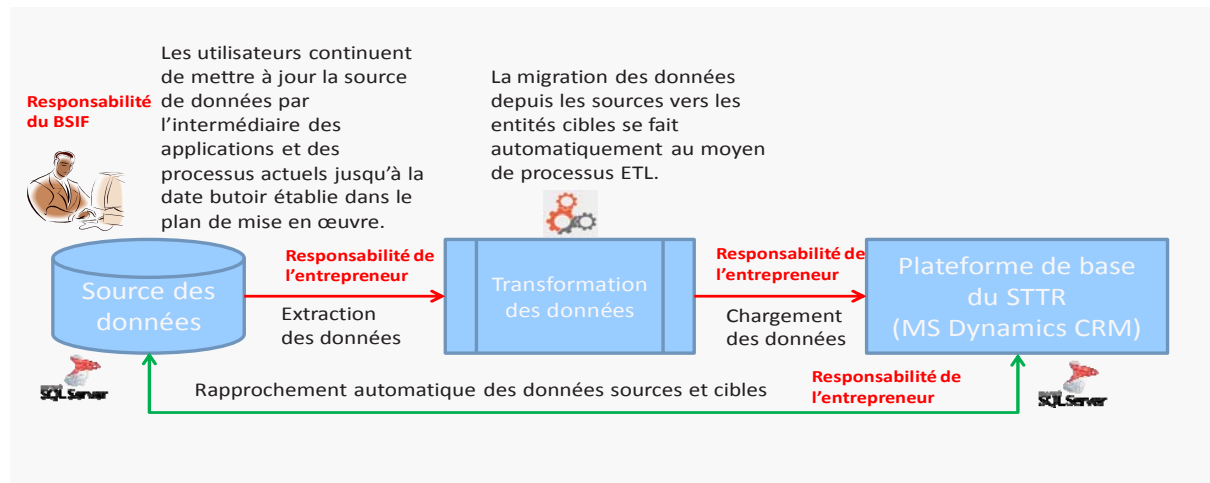 Les utilisateurs continuent
de mettre à jour la source
de données par
l'intermédiaire des
applications et des
processus actuels jusqu'à la
date butoir établie dans le
plan de mise en œuvre.
Responsabilité
du BSIF
La migration des données
depuis les sources vers les
entités cibles se fait
automatiquement au moyen
de processus ETL.
Source des
données
Responsabilité de
l'entrepreneur
Extraction
des données
Transformation
des données
Responsabilité de
l'entrepreneur
Chargement
des données
Plateforme de base
du STTR
(MS Dynamics CRM)
SQL Server
Rapprochement automatique des données sources et cibles
Responsabilité de
l'entrepreneur
SQL Server